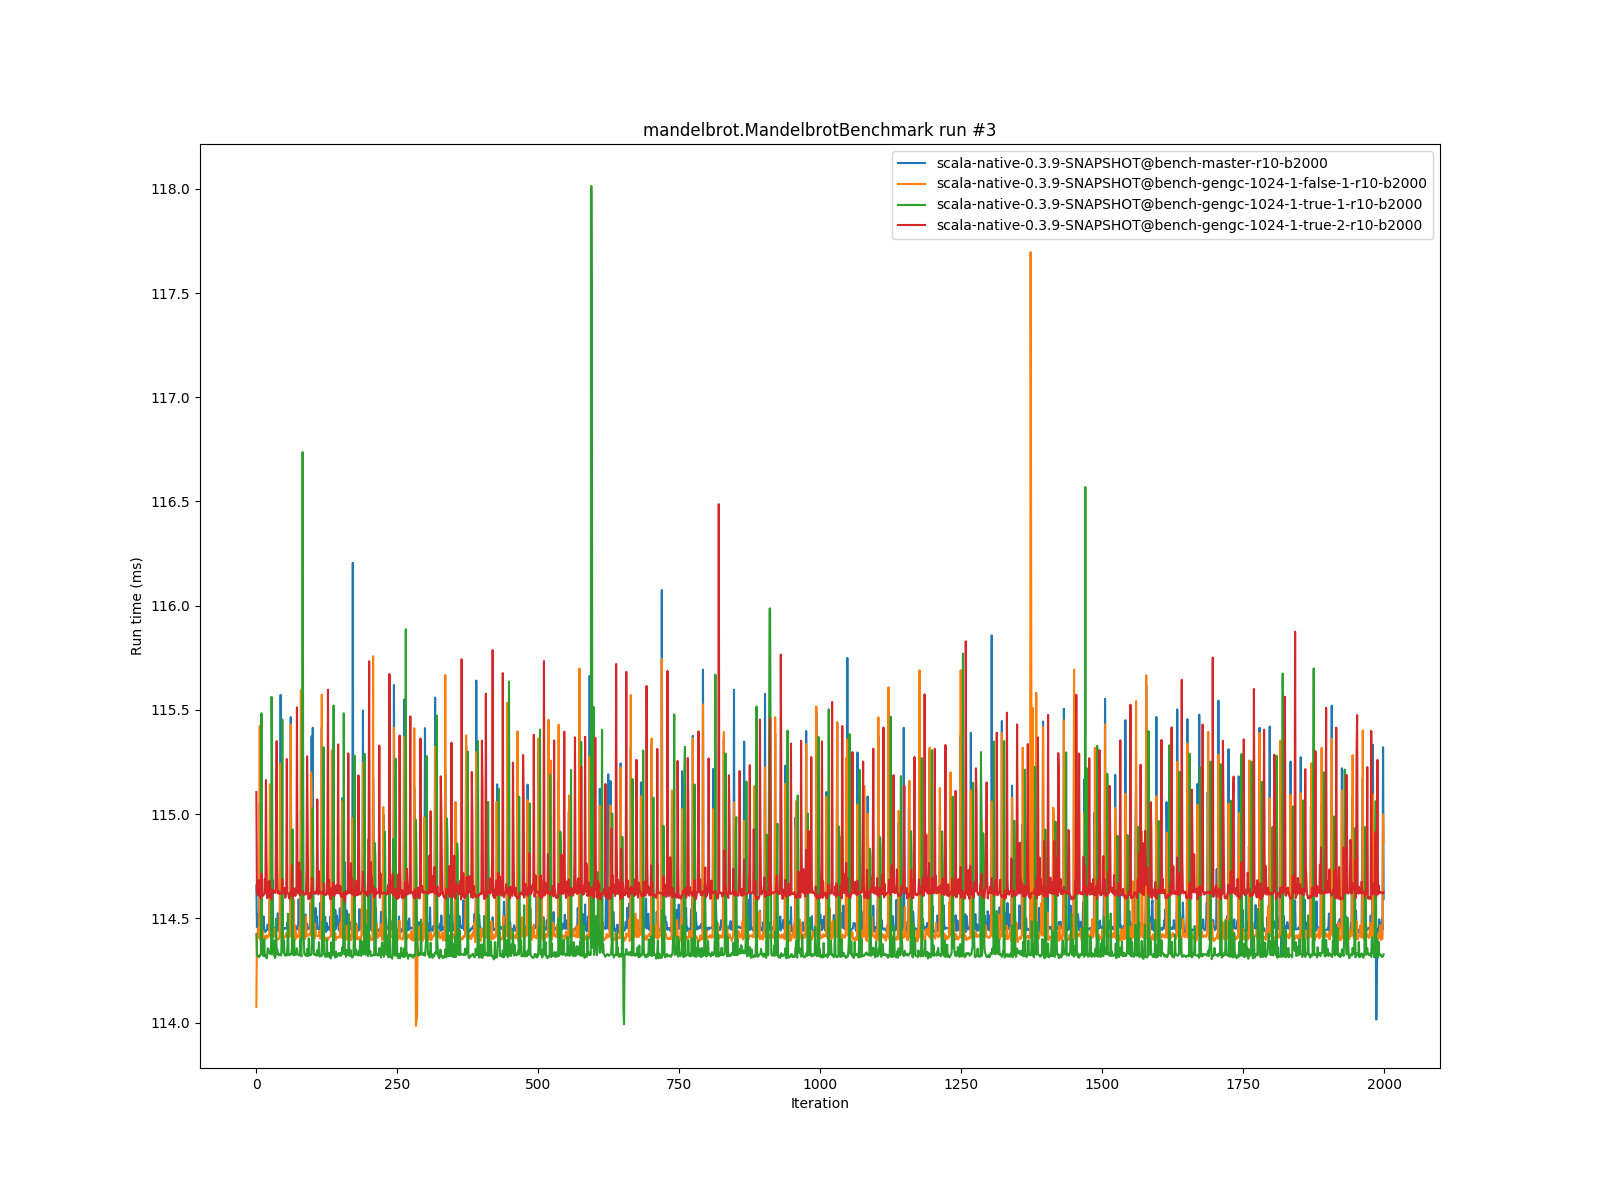 mandelbrot.MandelbrotBenchmark run #3
scala-native-0.3.9-SNAPSHOT@bench-master-r10-b2000
scala-native-0.3.9-SNAPSHOT@bench-gengc-1024-1-false-1-r10-b2000
scala-native-0.3.9-SNAPSHOT@bench-gengc-1024-1-true-1-r10-b2000
scala-native-0.3.9-SNAPSHOT@bench-gengc-1024-1-true-2-r10-b2000
118.0
117.5
117.0
116.5
116.0
115.5
115.0
114.5
114.0
Run time (ms)
0 250 500 750 1000 1250 1500 1750 2000
Iteration